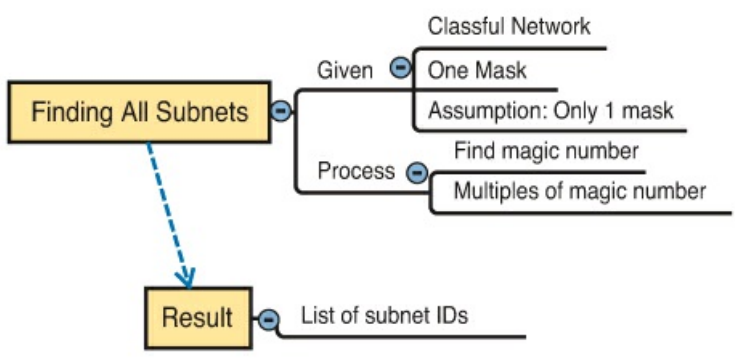 Classful Network
Given
One Mask
Finding All Subnets
Assumption: Only 1 mask
Find magic number
Process
Multiples of magic number
Result
List of subnet IDs